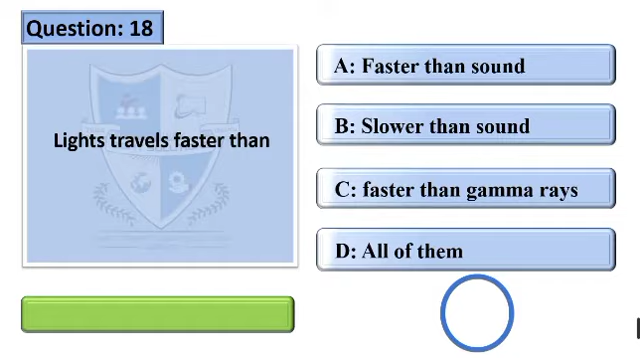 Question: 18
Lights travels faster than
A: Faster than sound
B: Slower than sound
C: faster than gamma rays
D: All of them